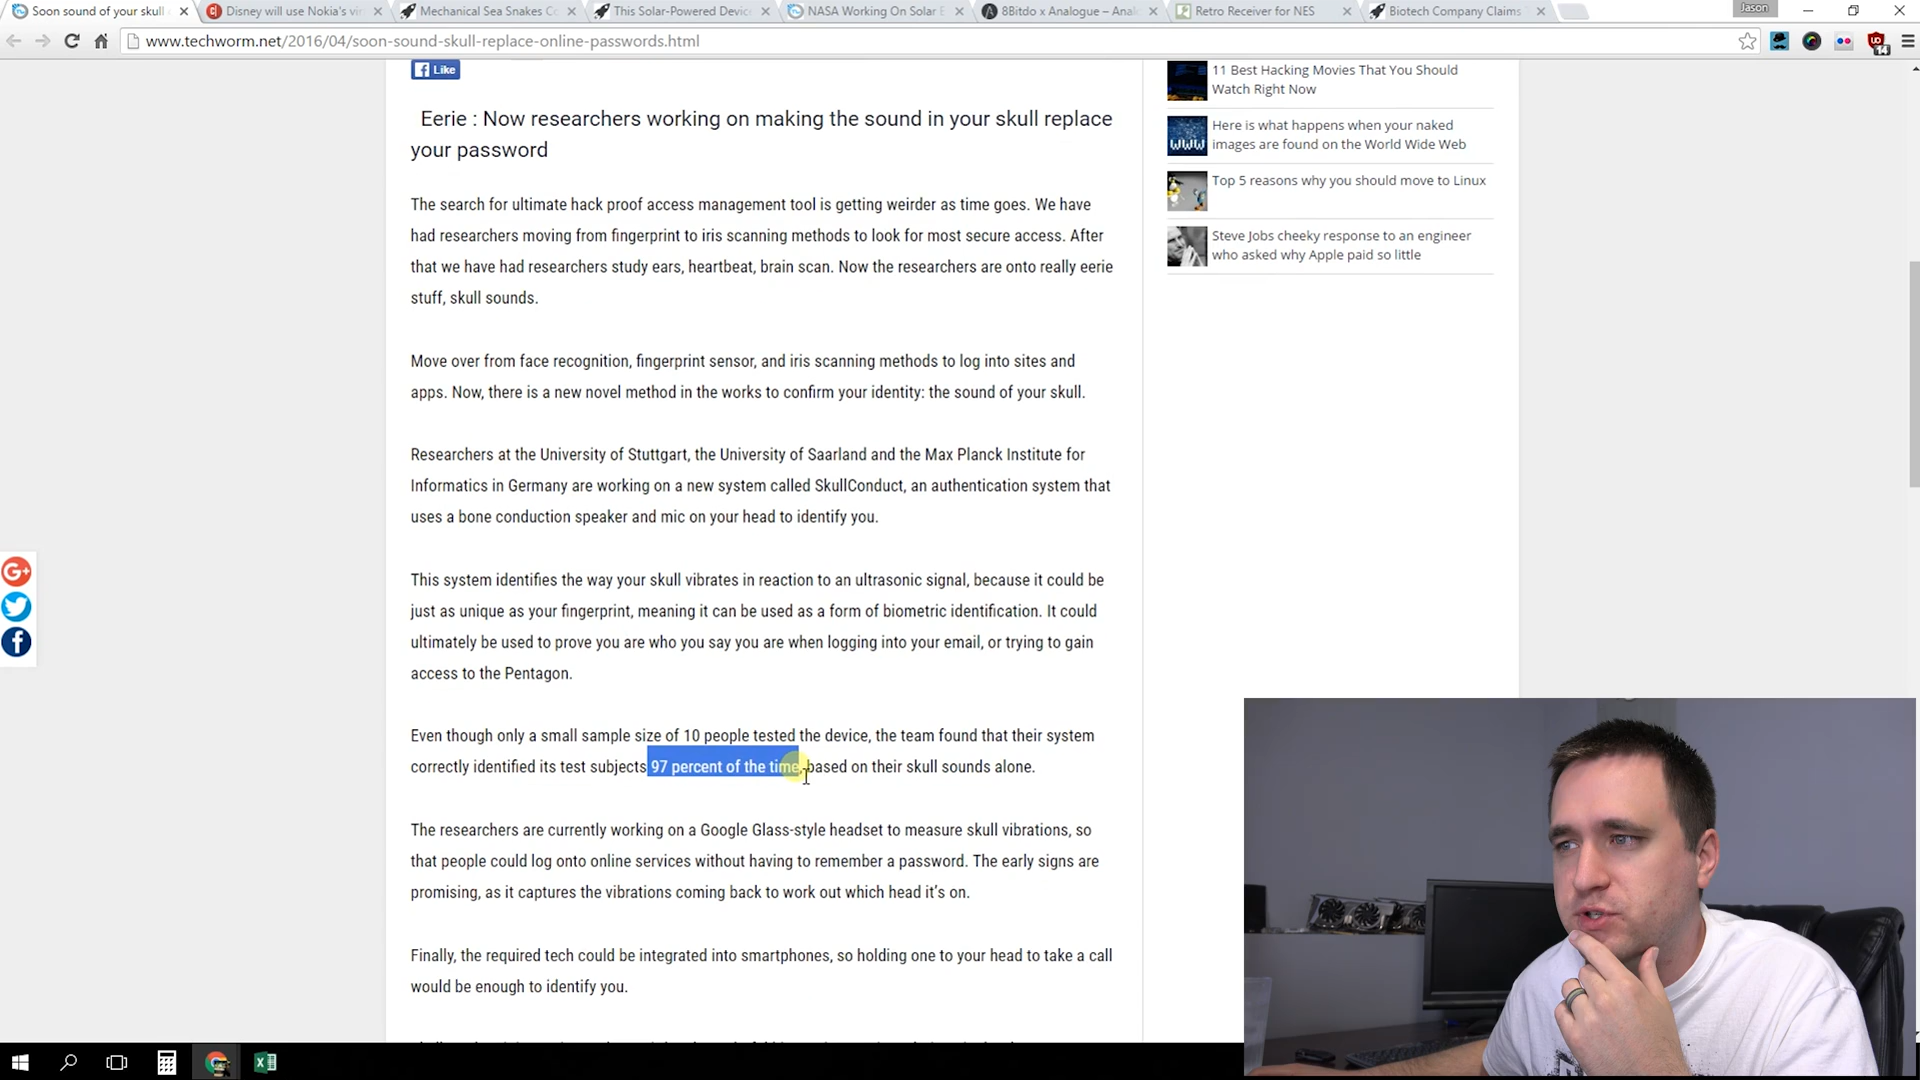 Soon sound of your skull
Disney will use Nokia's vir
Mechanical Sea Snakes Co
This Solar-Powered Device
NASA Working On Solar E
8Bitdo x Analogue – Anal
Retro Receiver for NES
Biotech Company Claims
Jason
www.techworm.net/2016/04/soon-sound-skull-replace-online-passwords.html
14
Like
Eerie : Now researchers working on making the sound in your skull replace
your password
The search for ultimate hack proof access management tool is getting weirder as time goes. We have
had researchers moving from fingerprint to iris scanning methods to look for most secure access. After
that we have had researchers study ears, heartbeat, brain scan. Now the researchers are onto really eerie
stuff, skull sounds.
Move over from face recognition, fingerprint sensor, and iris scanning methods to log into sites and
apps. Now, there is a new novel method in the works to confirm your identity: the sound of your skull.
Researchers at the University of Stuttgart, the University of Saarland and the Max Planck Institute for
Informatics in Germany are working on a new system called SkullConduct, an authentication system that
uses a bone conduction speaker and mic on your head to identify you.
This system identifies the way your skull vibrates in reaction to an ultrasonic signal, because it could be
just as unique as your fingerprint, meaning it can be used as a form of biometric identification. It could
ultimately be used to prove you are who you say you are when logging into your email, or trying to gain
access to the Pentagon.
Even though only a small sample size of 10 people tested the device, the team found that their system
correctly identified its test subjects 97 percent of the time, based on their skull sounds alone.
The researchers are currently working on a Google Glass-style headset to measure skull vibrations, so
that people could log onto online services without having to remember a password. The early signs are
promising, as it captures the vibrations coming back to work out which head it's on.
Finally, the required tech could be integrated into smartphones, so holding one to your head to take a call
would be enough to identify you.
11 Best Hacking Movies That You Should
Watch Right Now
WWW
Here is what happens when your naked
images are found on the World Wide Web
Top 5 reasons why you should move to Linux
Steve Jobs cheeky response to an engineer
who asked why Apple paid so little
G+